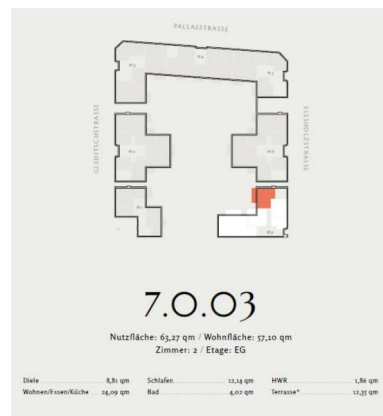 PALLASSTRASSE
GLEDITSCHSTRASSE
ELSSHOLZSTRASSE
7.0.03
Nutzfläche: 63,27 qm / Wohnfläche: 57,10 qm
Zimmer: 2 / Etage: EG
Diele 8,81 qm Schlafen 12,14 qm HWR 1,86 qm
Wohnen/Essen/Küche 24,09 qm Bad 4,02 qm Terrasse* 12,35 qm